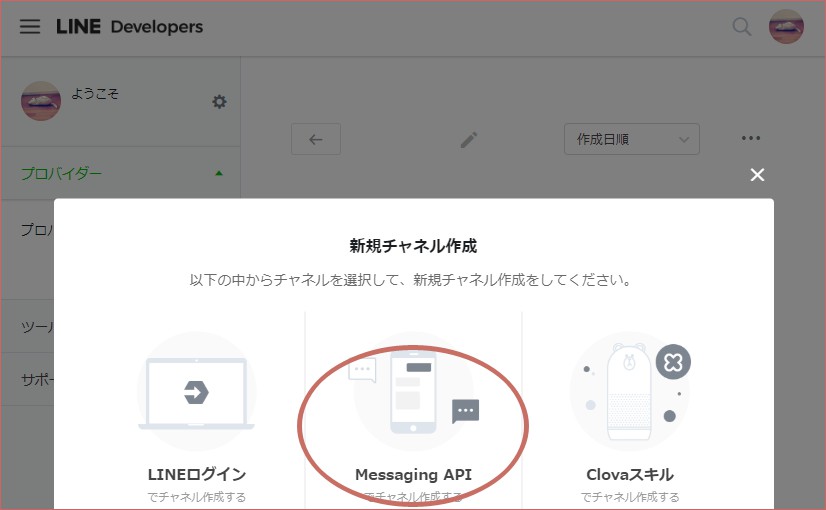 LINE Developers
ようこそ
プロバイダー
作成日順
プロバ
ツール
サポー
新規チャネル作成
以下の中からチャネルを選択して、新規チャネル作成をしてください。
LINEログイン
でチャネル作成する
Messaging API
でチャネル作成する
Clovaスキル
でチャネル作成する